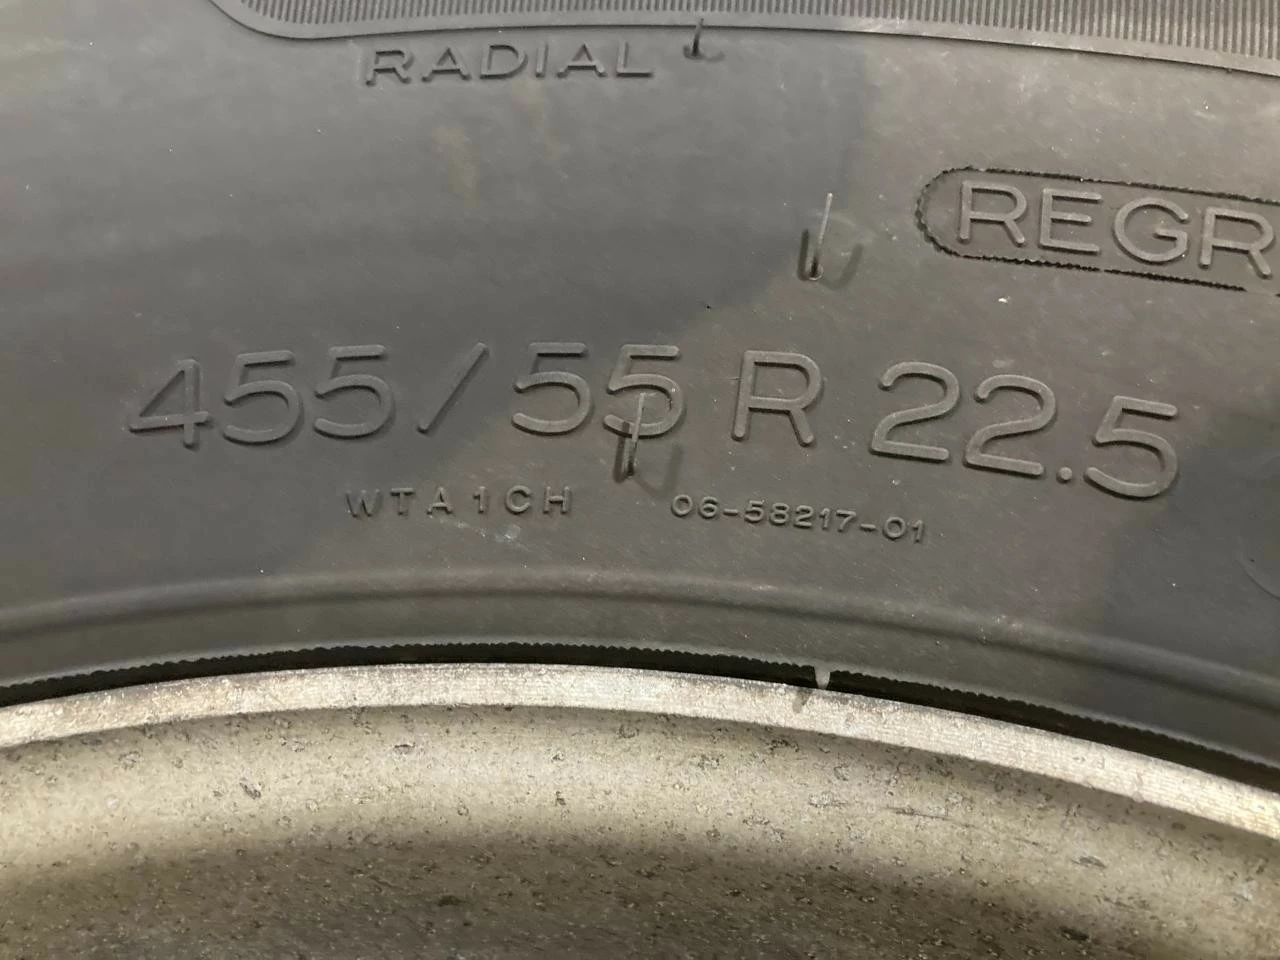 RADIAL
REGR
455/55 R 22.5
WTA1CH 06-58217-01